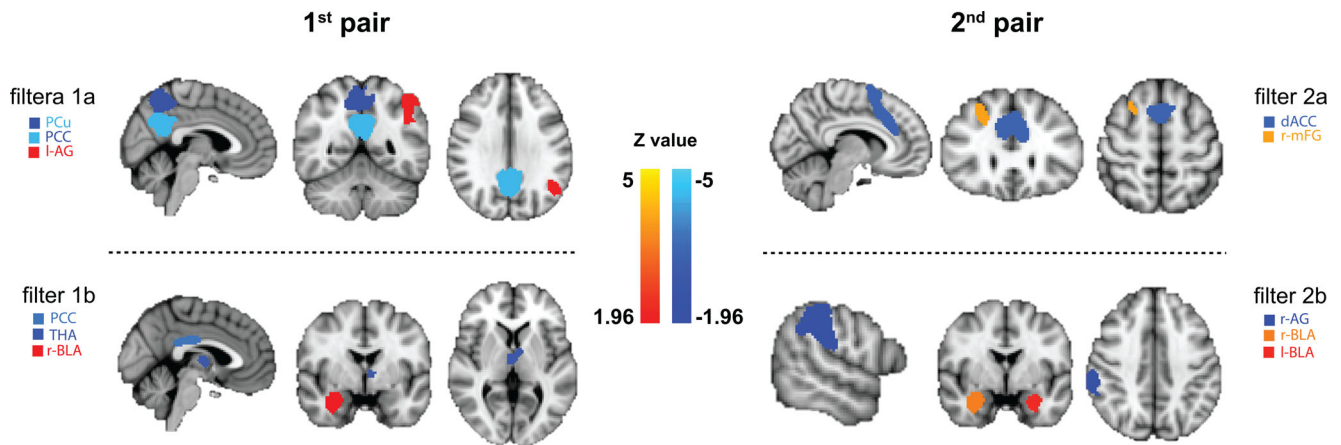 1st pair
2nd pair
filtera 1a
PCu
PCC
l-AG
Z value
5
-5
1.96
-1.96
filter 2a
dACC
r-mFG
filter 1b
PCC
THA
r-BLA
filter 2b
r-AG
r-BLA
l-BLA